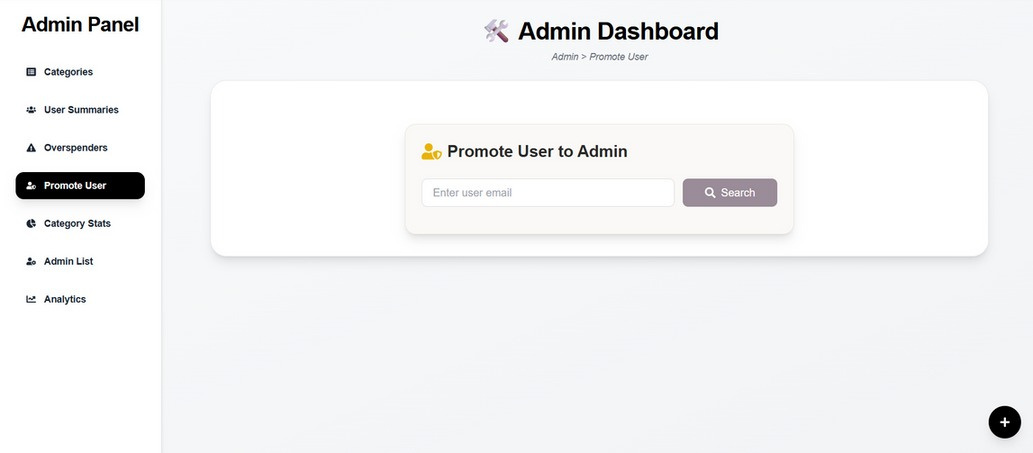 Admin Panel
Categories
User Summaries
Overspenders
Promote User
Category Stats
Admin List
Analytics
Admin Dashboard
Admin > Promote User
Promote User to Admin
Enter user email
Search
+